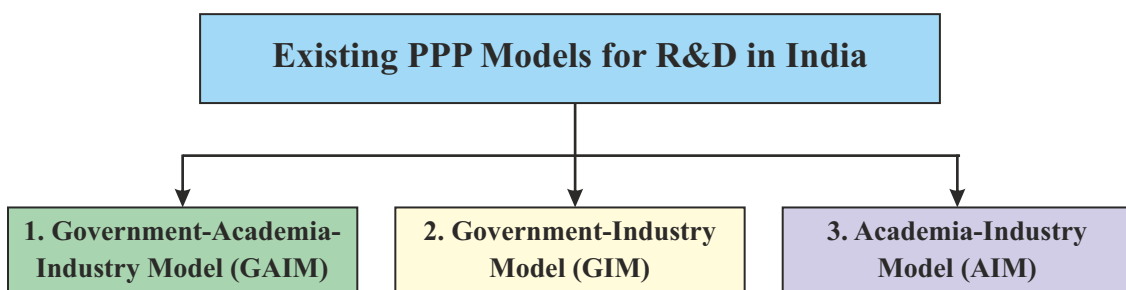 Existing PPP Models for R&D in India
1. Government-Academia-
Industry Model (GAIM)
2. Government-Industry
Model (GIM)
3. Academia-Industry
Model (AIM)